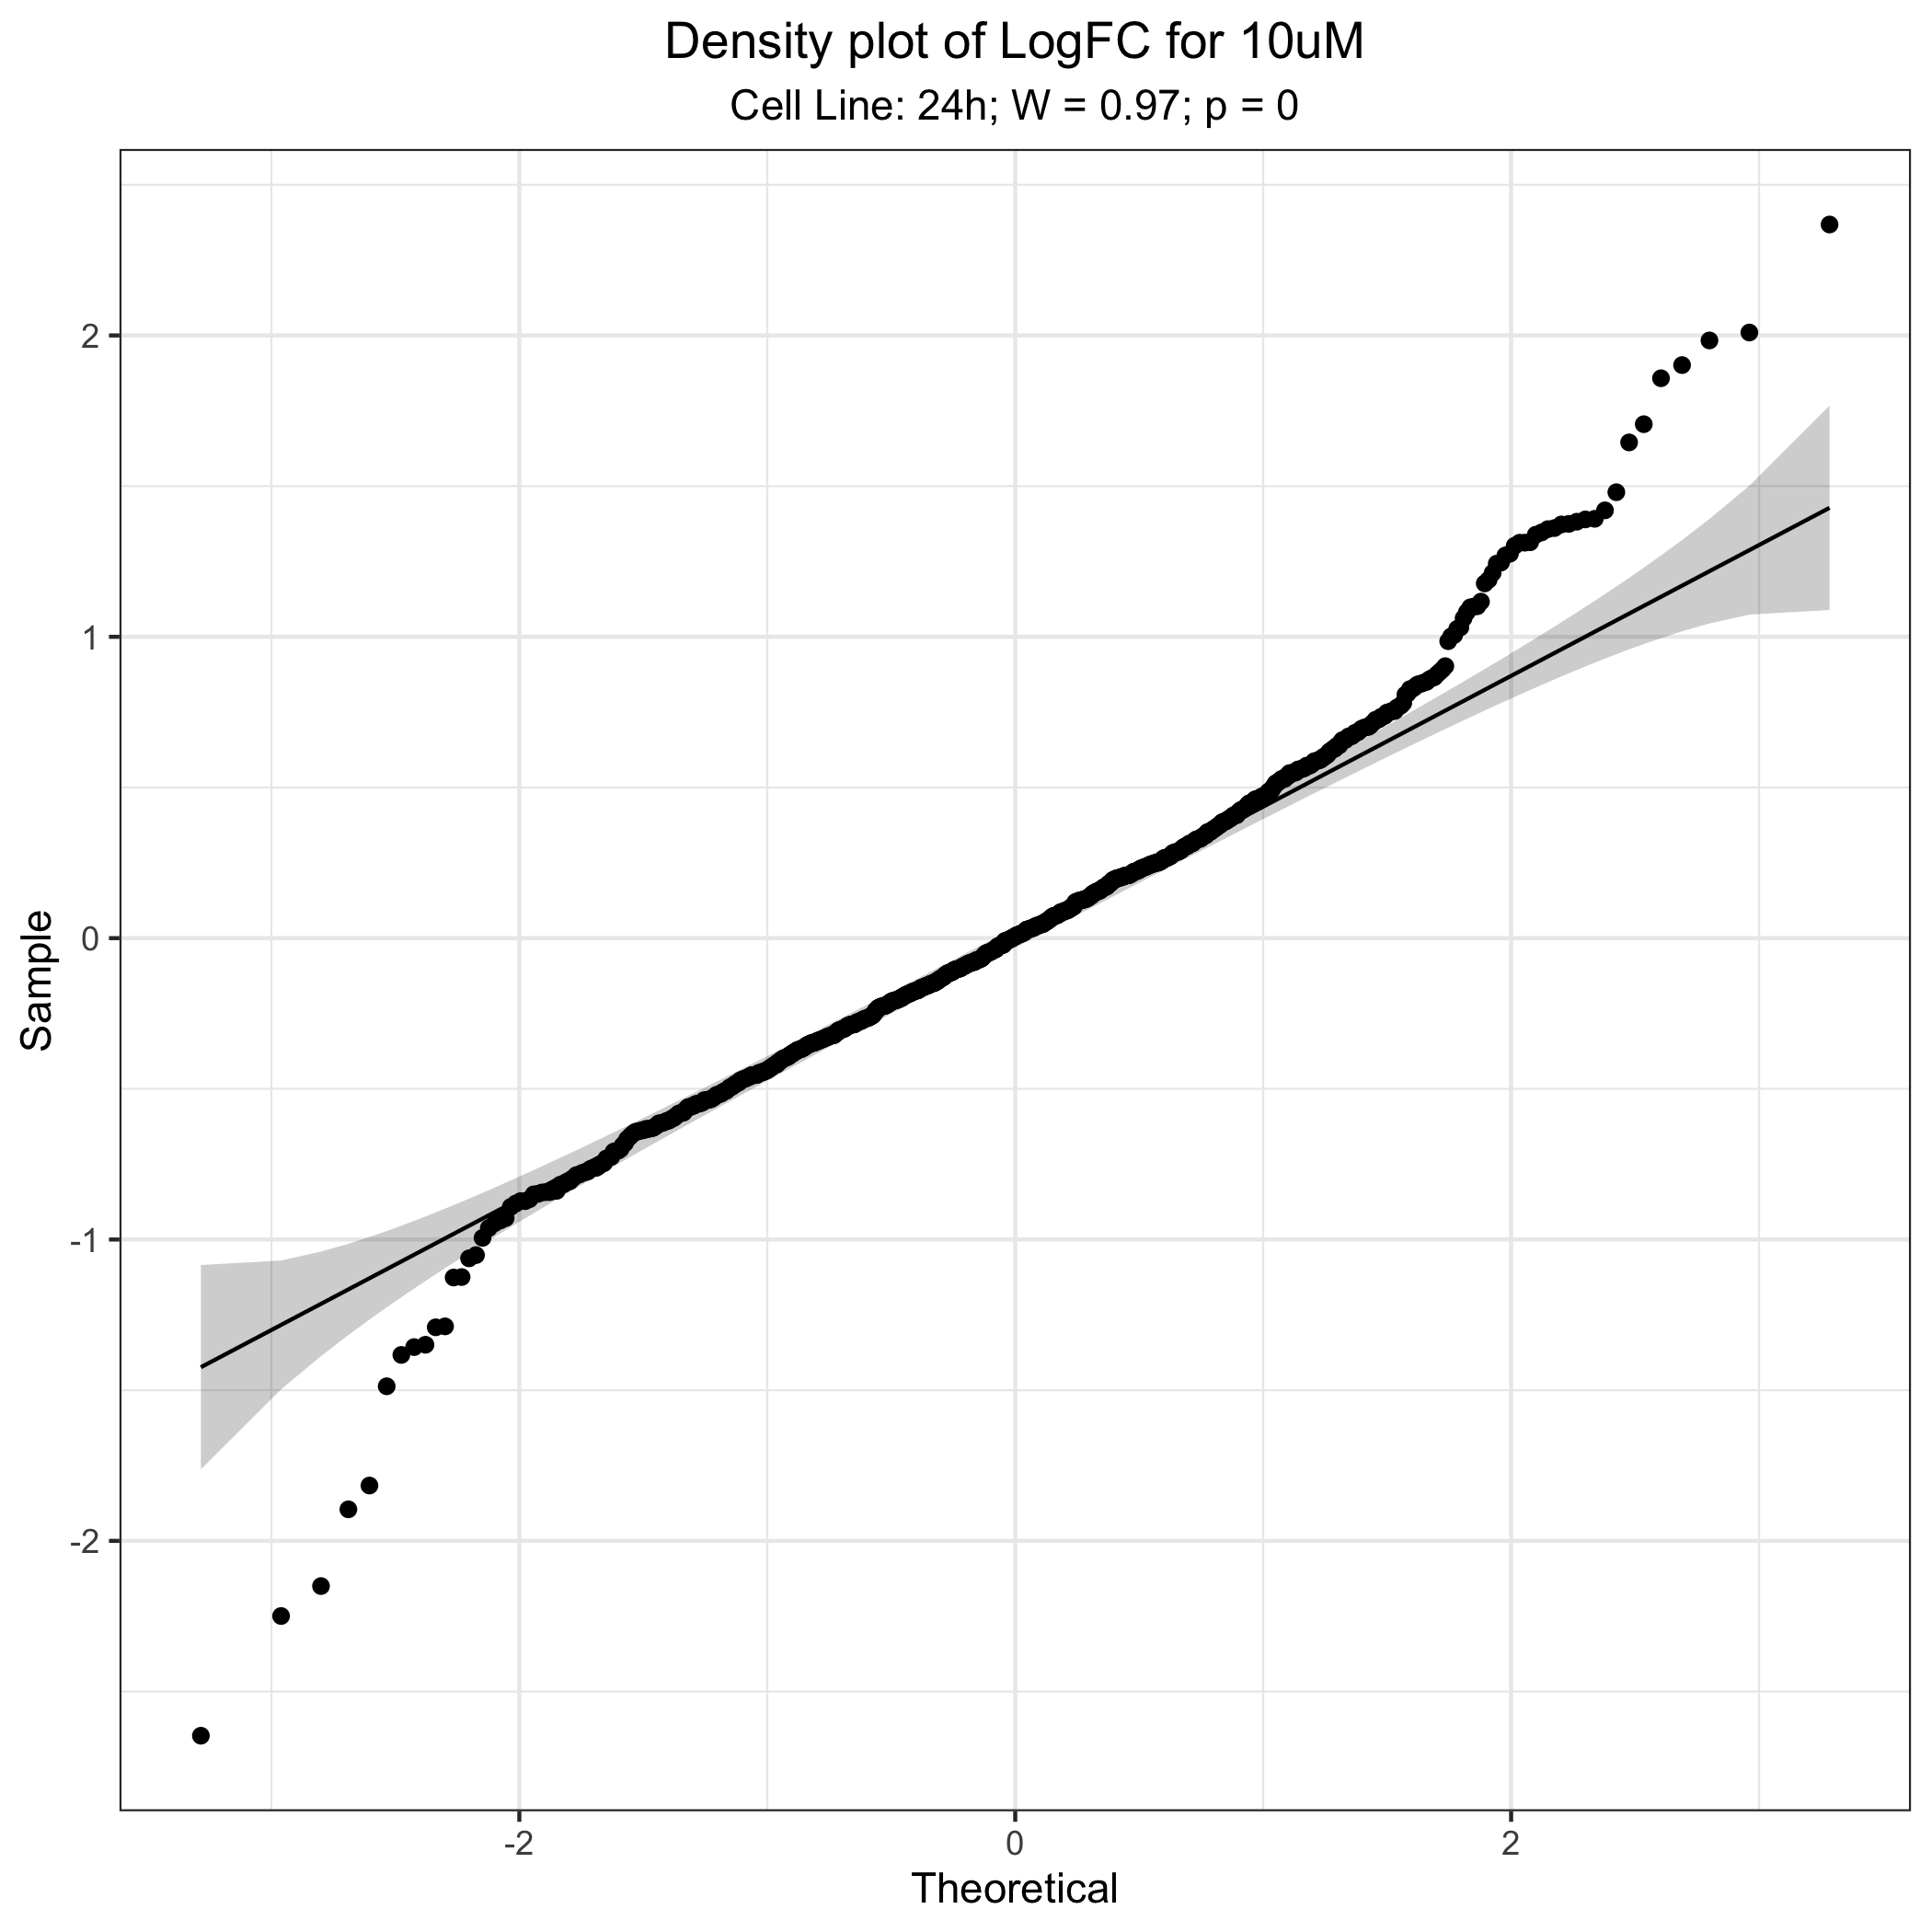 Density plot of LogFC for 10uM
Cell Line: 24h; W = 0.97; p = 0
2
1
0
-1
-2
Sample
-2
0
2
Theoretical